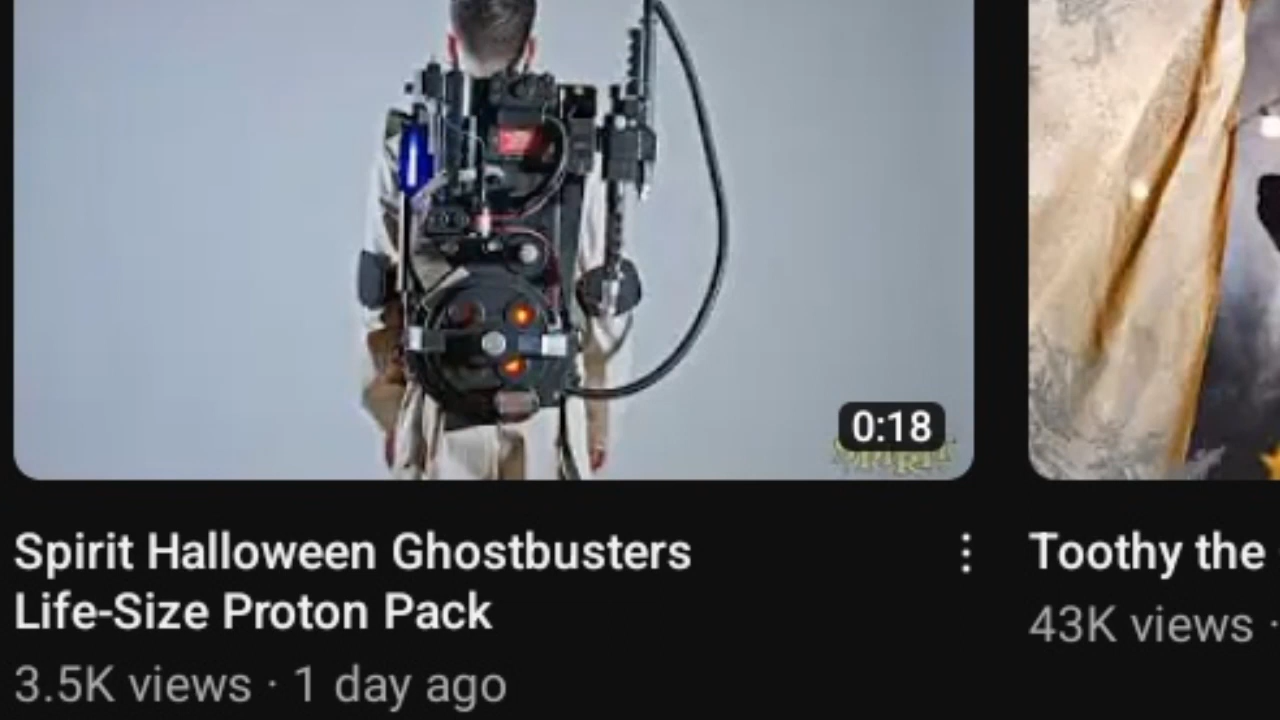 0:18
SPIRIT
Spirit Halloween Ghostbusters
Life-Size Proton Pack
3.5K views · 1 day ago
Toothy the
43K views ·